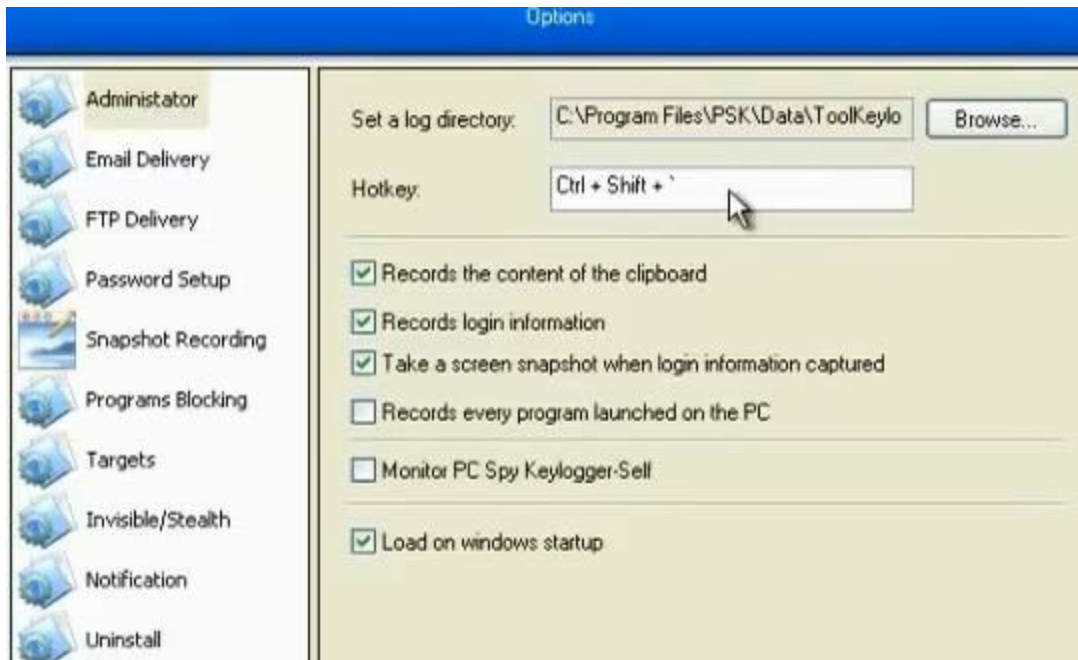 Options
Administator
Email Delivery
FTP Delivery
Password Setup
Snapshot Recording
Programs Blocking
Targets
Invisible/Stealth
Notification
Uninstall
Set a log directory: C:\Program Files\PSK\Data\ToolKeylo Browse...
Hotkey: Ctrl + Shift + `
Records the content of the clipboard
Records login information
Take a screen snapshot when login information captured
Records every program launched on the PC
Monitor PC Spy Keylogger-Self
Load on windows startup